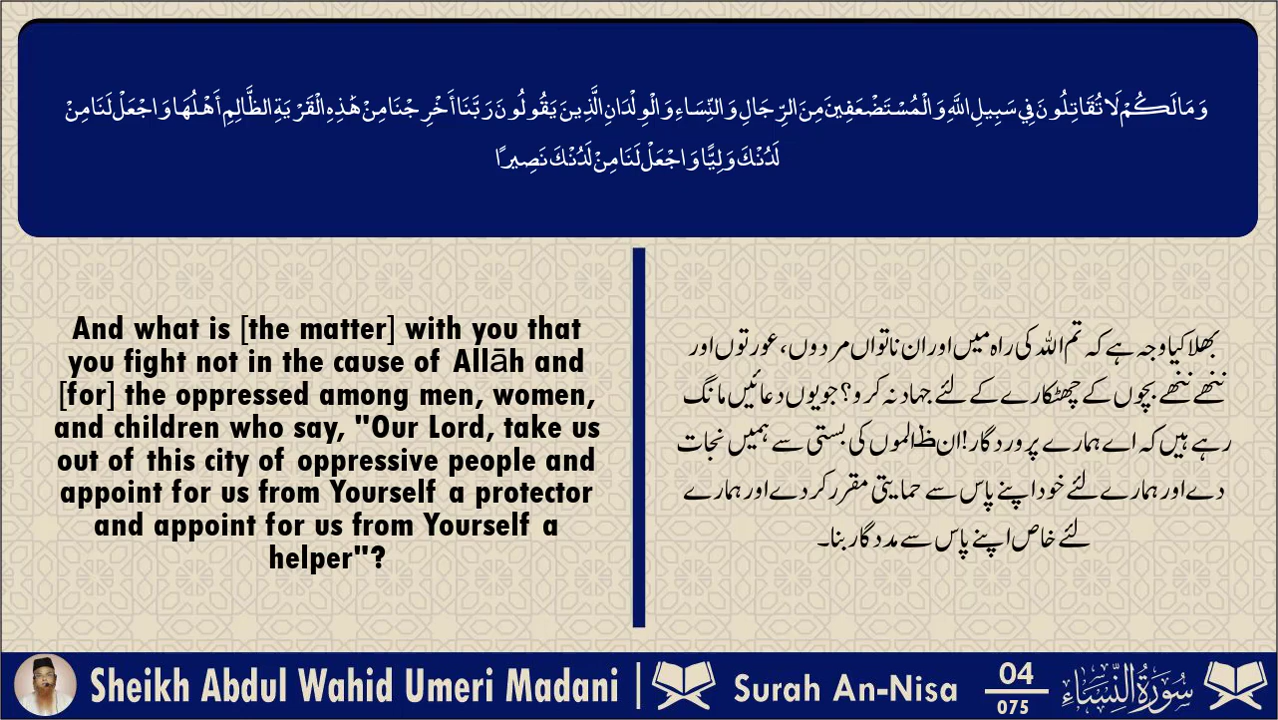 وَمَا لَكُمْ لَا تُقَاتِلُونَ فِي سَبِيلِ اللَّهِ وَالْمُسْتَضْعَفِينَ مِنَ الرِّجَالِ وَالنِّسَاءِ وَالْوِلْدَانِ الَّذِينَ يَقُولُونَ رَبَّنَا أَخْرِجْنَا مِنْ هَٰذِهِ الْقَرْيَةِ الظَّالِمِ أَهْلُهَا وَاجْعَلْ لَنَا مِنْ
لَدُنْكَ وَلِيًّا وَاجْعَلْ لَنَا مِنْ لَدُنْكَ نَصِيرًا
And what is [the matter] with you that
you fight not in the cause of Allāh and
[for] the oppressed among men, women,
and children who say, "Our Lord, take us
out of this city of oppressive people and
appoint for us from Yourself a protector
and appoint for us from Yourself a
helper"?
بھلا کیا وجہ ہے کہ تم اللہ کی راہ میں اور ان ناتواں مردوں، عورتوں اور
ننھے ننھے بچوں کے چھٹکارے کے لئے جہاد نہ کرو؟ جو یوں دعائیں مانگ
رہے ہیں کہ اے ہمارے پروردگار! ان ظالموں کی بستی سے ہمیں نجات
دے اور ہمارے لئے خود اپنے پاس سے حمایتی مقرر کر دے اور ہمارے
لئے خاص اپنے پاس سے مددگار بنا۔
Sheikh Abdul Wahid Umeri Madani |
Surah An-Nisa
04
075
سُورَةُ النِّسَاءِ